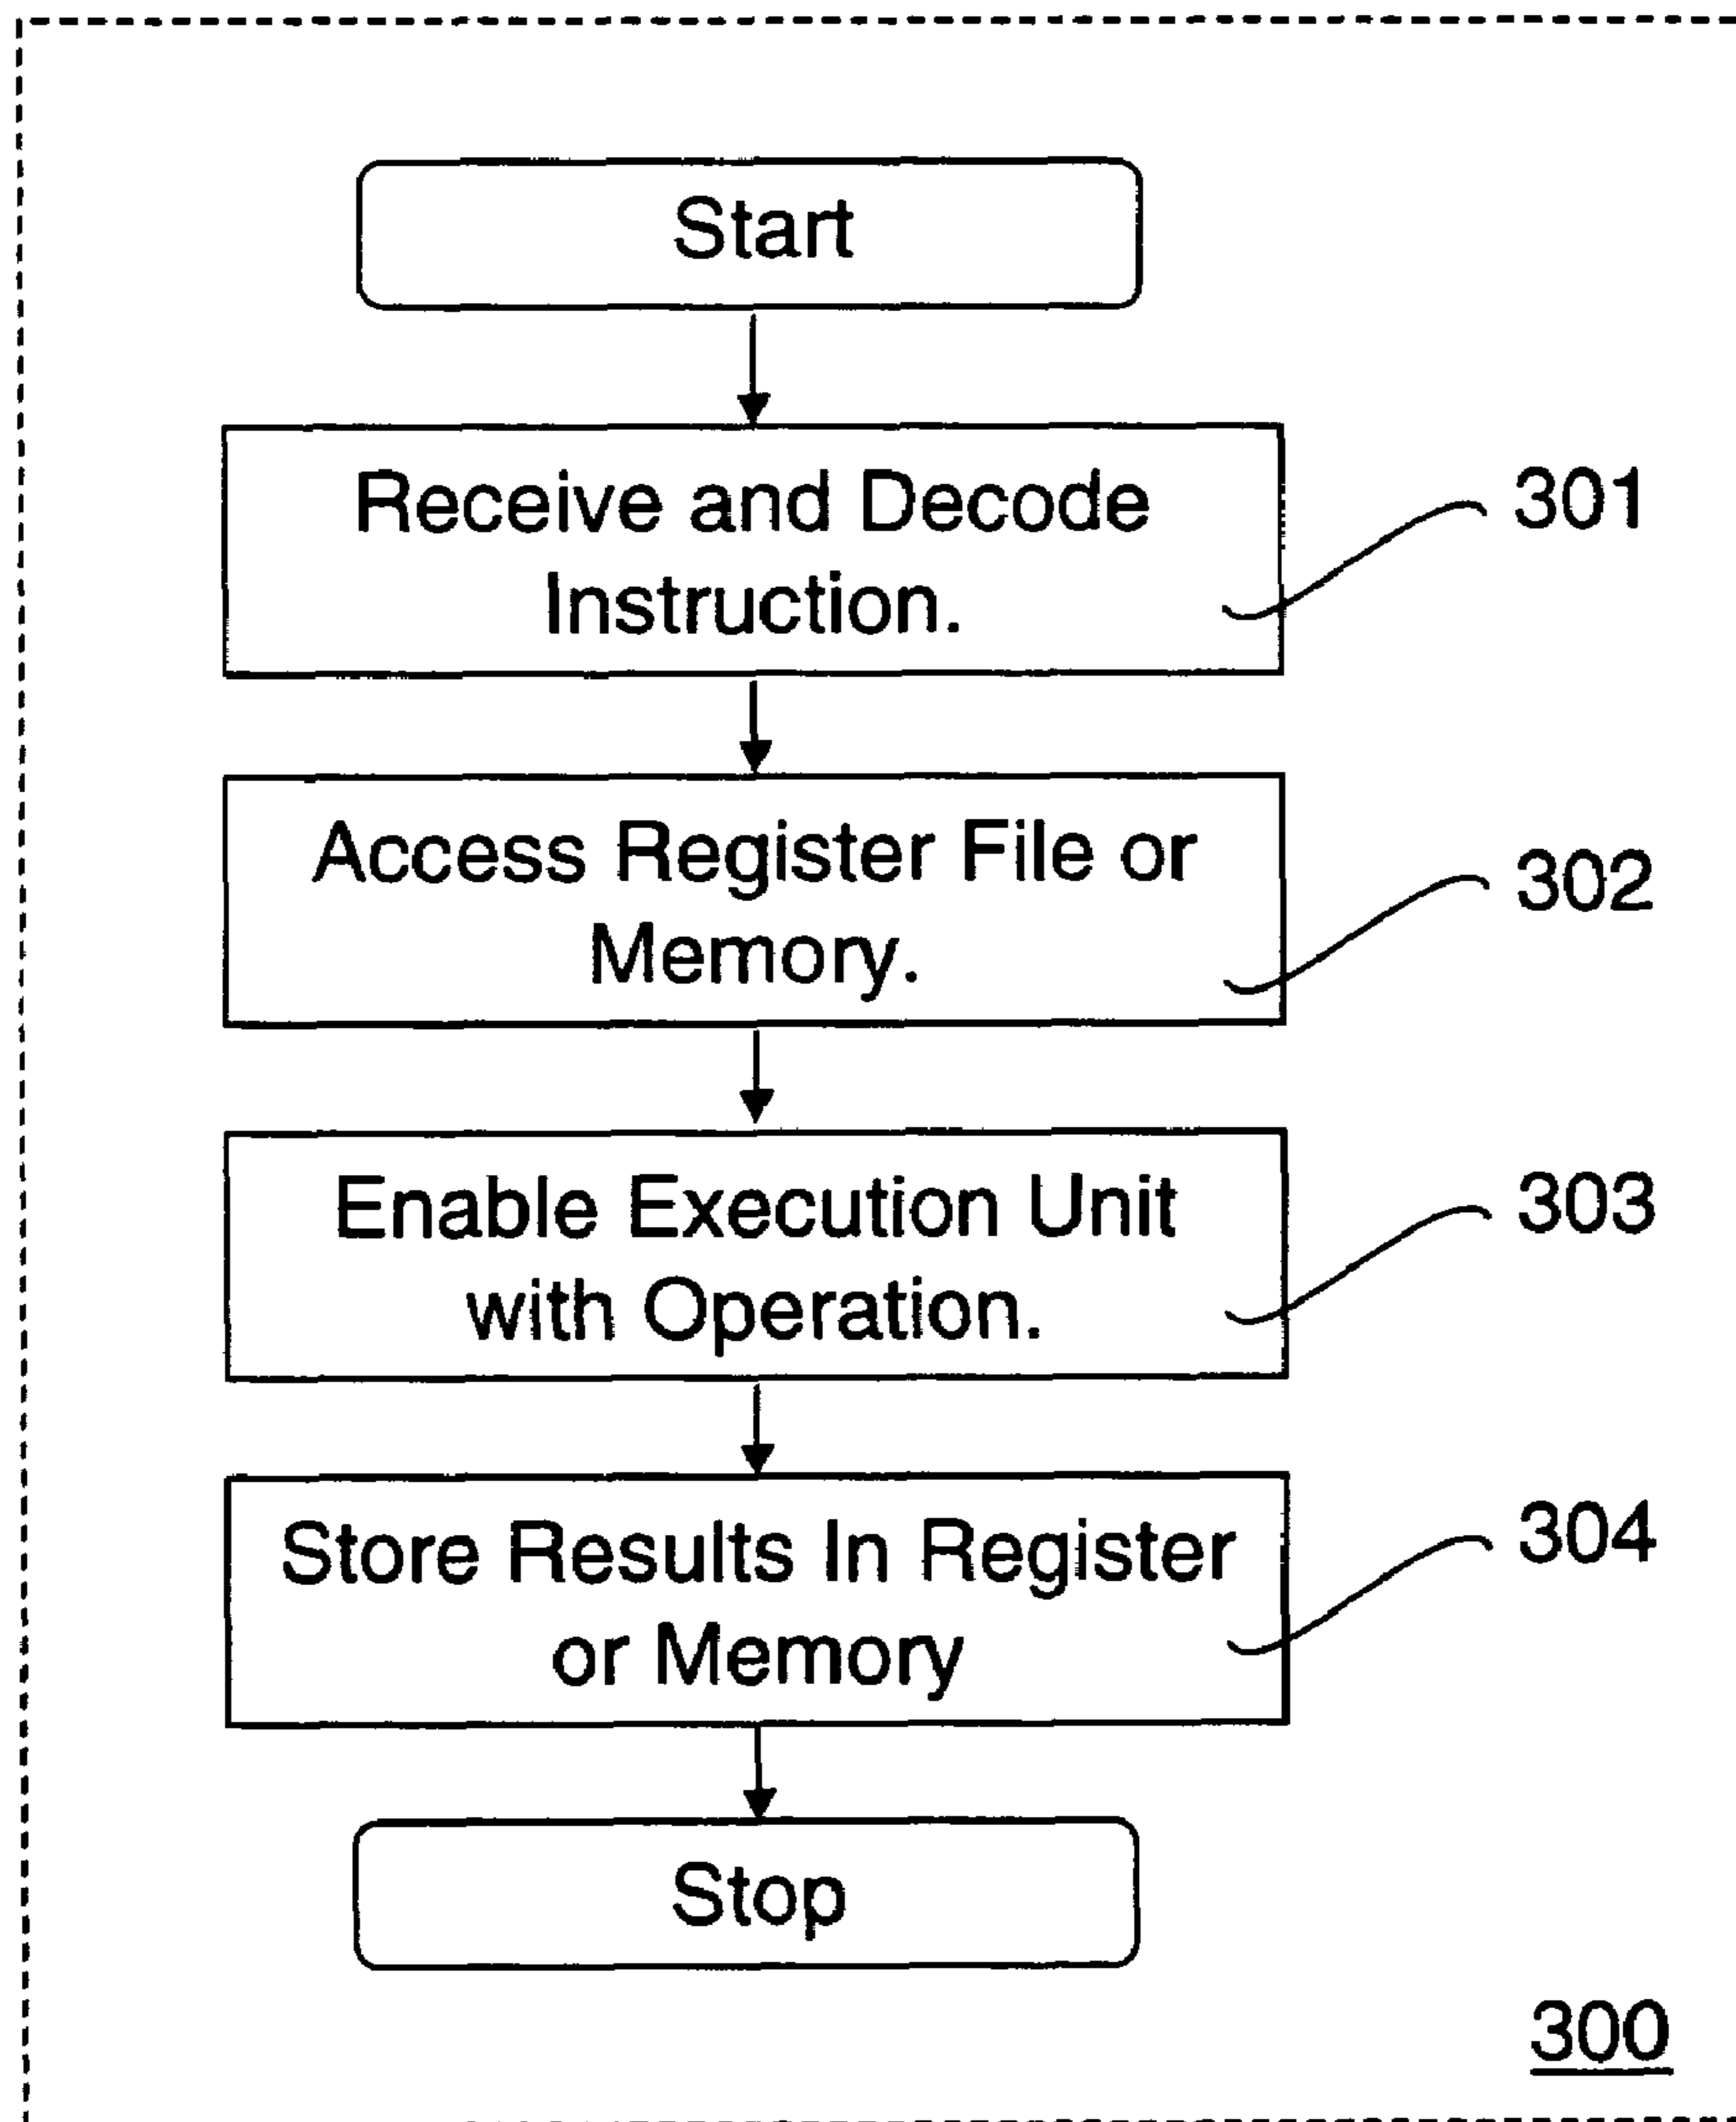 Start
Receive and Decode
Instruction.
301
Access Register File or
Memory.
302
Enable Execution Unit
with Operation.
303
Store Results In Register
or Memory
304
Stop
300